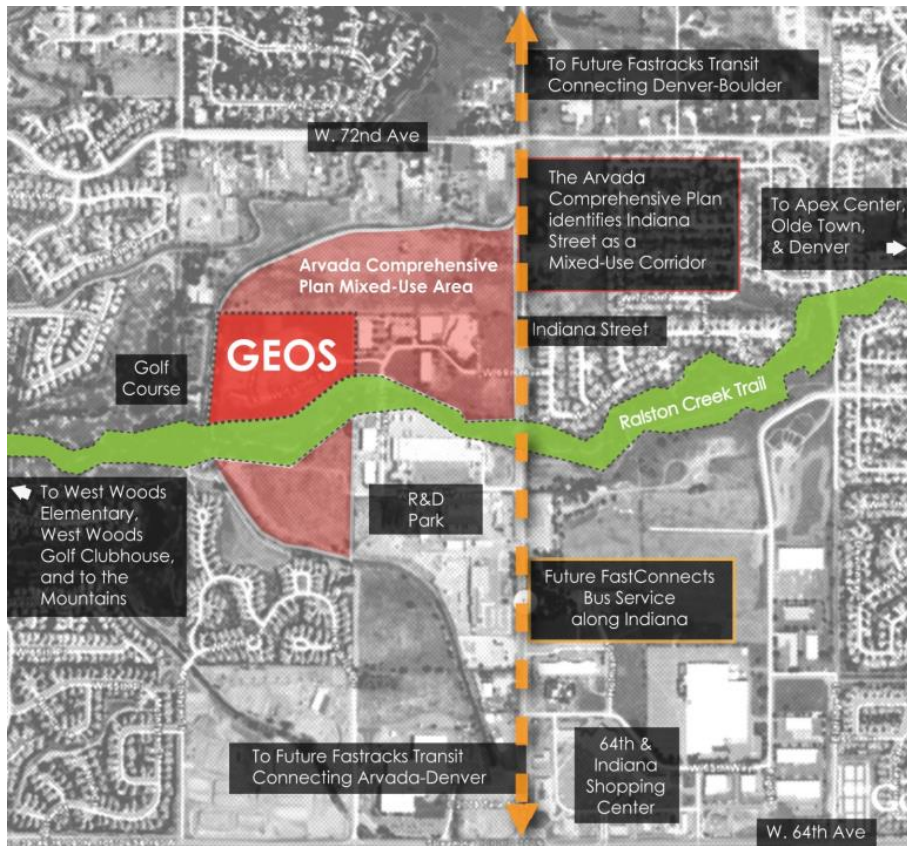 To Future Fastracks Transit
Connecting Denver-Boulder
W. 72nd Ave
The Arvada
Comprehensive Plan
identifies Indiana
Street as a
Mixed-Use Corridor
To Apex Center,
Olde Town,
& Denver
Arvada Comprehensive
Plan Mixed-Use Area
Indiana Street
GEOS
Golf
Course
Ralston Creek Trail
To West Woods
Elementary,
West Woods
Golf Clubhouse,
and to the
Mountains
R&D
Park
Future FastConnects
Bus Service
along Indiana
To Future Fastracks Transit
Connecting Arvada-Denver
64th &
Indiana
Shopping
Center
W. 64th Ave